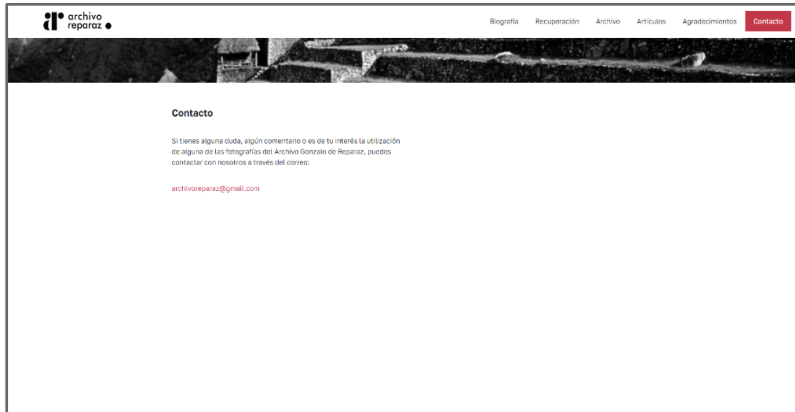 archivo
reparaz
Biografía Recuperación Archivo Artículos Agradecimientos Contacto
Contacto
Si tienes alguna duda, algún comentario o es de tu interés la utilización
de alguna de las fotografías del Archivo Gonzalo de Reparaz, puedes
contactar con nosotros a través del correo:
archivoreparaz@gmail.com